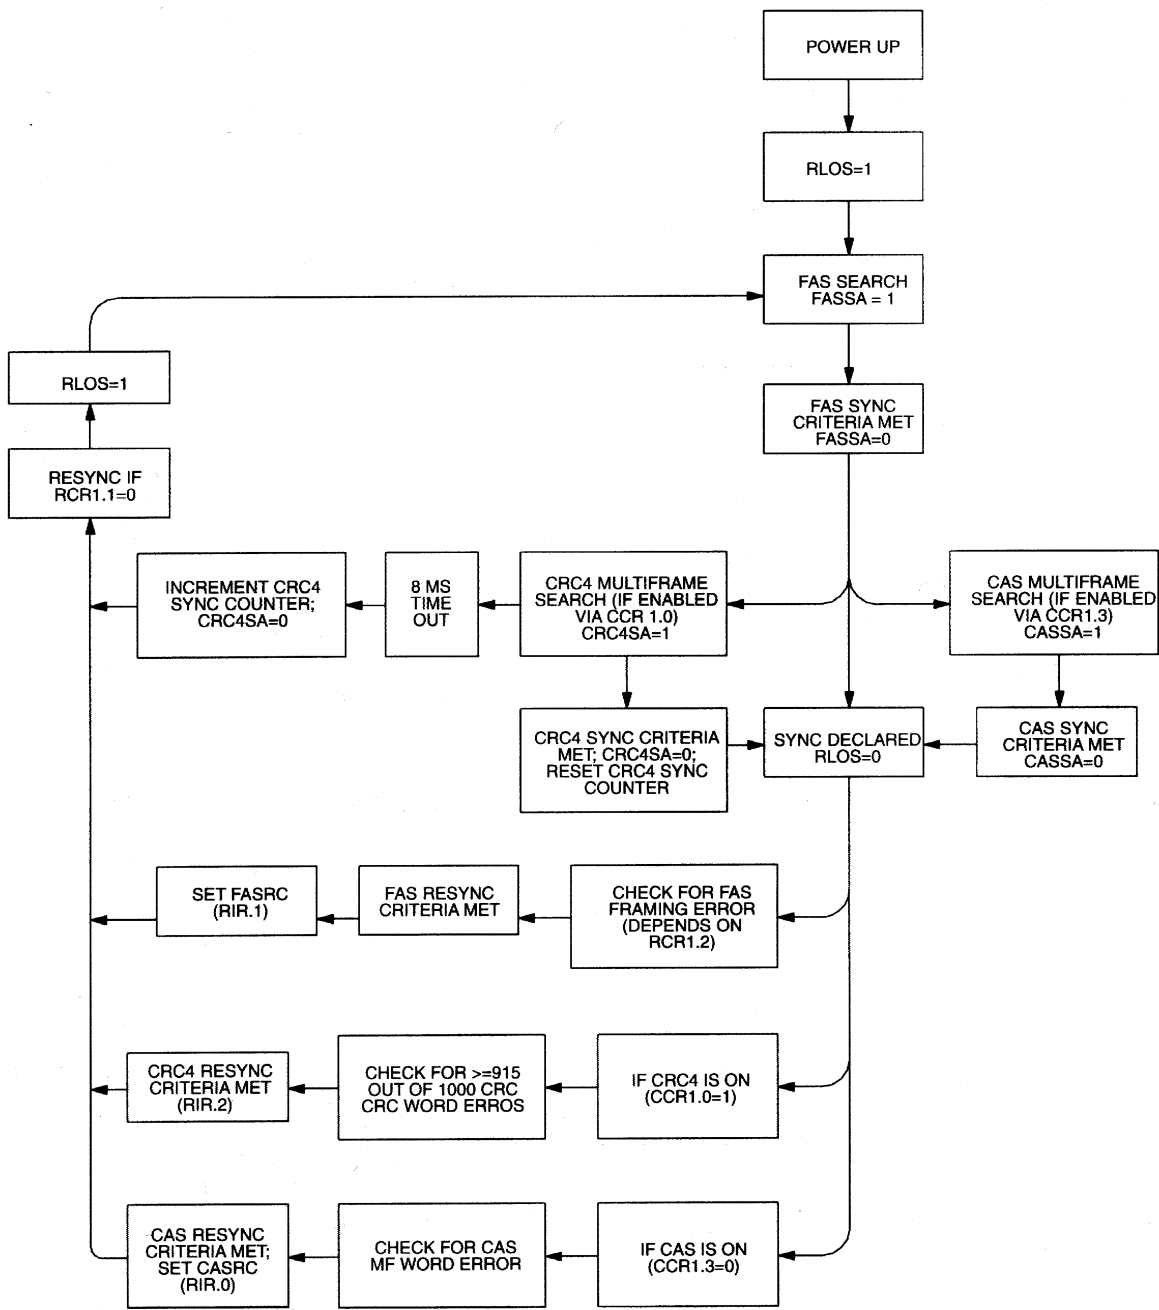 POWER UP
RLOS=1
FAS SEARCH
FASSA = 1
RLOS=1
FAS SYNC
CRITERIA MET
FASSA=0
RESYNC IF
RCR1.1=0
INCREMENT CRC4
SYNC COUNTER;
CRC4SA=0
8 MS
TIME
OUT
CRC4 MULTIFRAME
SEARCH (IF ENABLED
VIA CCR 1.0)
CRC4SA=1
CAS MULTIFRAME
SEARCH (IF ENABLED
VIA CCR1.3)
CASSA=1
CRC4 SYNC CRITERIA
MET; CRC4SA=0;
RESET CRC4 SYNC
COUNTER
SYNC DECLARED
RLOS=0
CAS SYNC
CRITERIA MET
CASSA=0
SET FASRC
(RIR.1)
FAS RESYNC
CRITERIA MET
CHECK FOR FAS
FRAMING ERROR
(DEPENDS ON
RCR1.2)
CRC4 RESYNC
CRITERIA MET
(RIR.2)
CHECK FOR >=915
OUT OF 1000 CRC
CRC WORD ERROS
IF CRC4 IS ON
(CCR1.0=1)
CAS RESYNC
CRITERIA MET;
SET CASRC
(RIR.0)
CHECK FOR CAS
MF WORD ERROR
IF CAS IS ON
(CCR1.3=0)